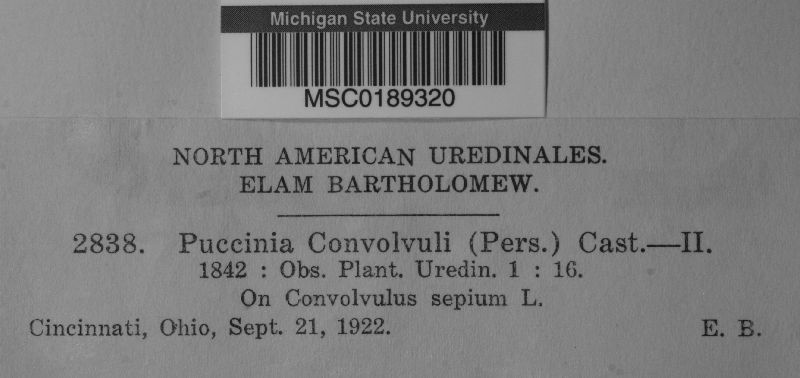 Michigan State University
MSC0189320
NORTH AMERICAN UREDINALES.
ELAM BARTHOLOMEW.
2838. Puccinia Convolvuli (Pers.) Cast.—II.
1842 : Obs. Plant. Uredin. 1 : 16.
On Convolvulus sepium L.
Cincinnati, Ohio, Sept. 21, 1922. E. B.